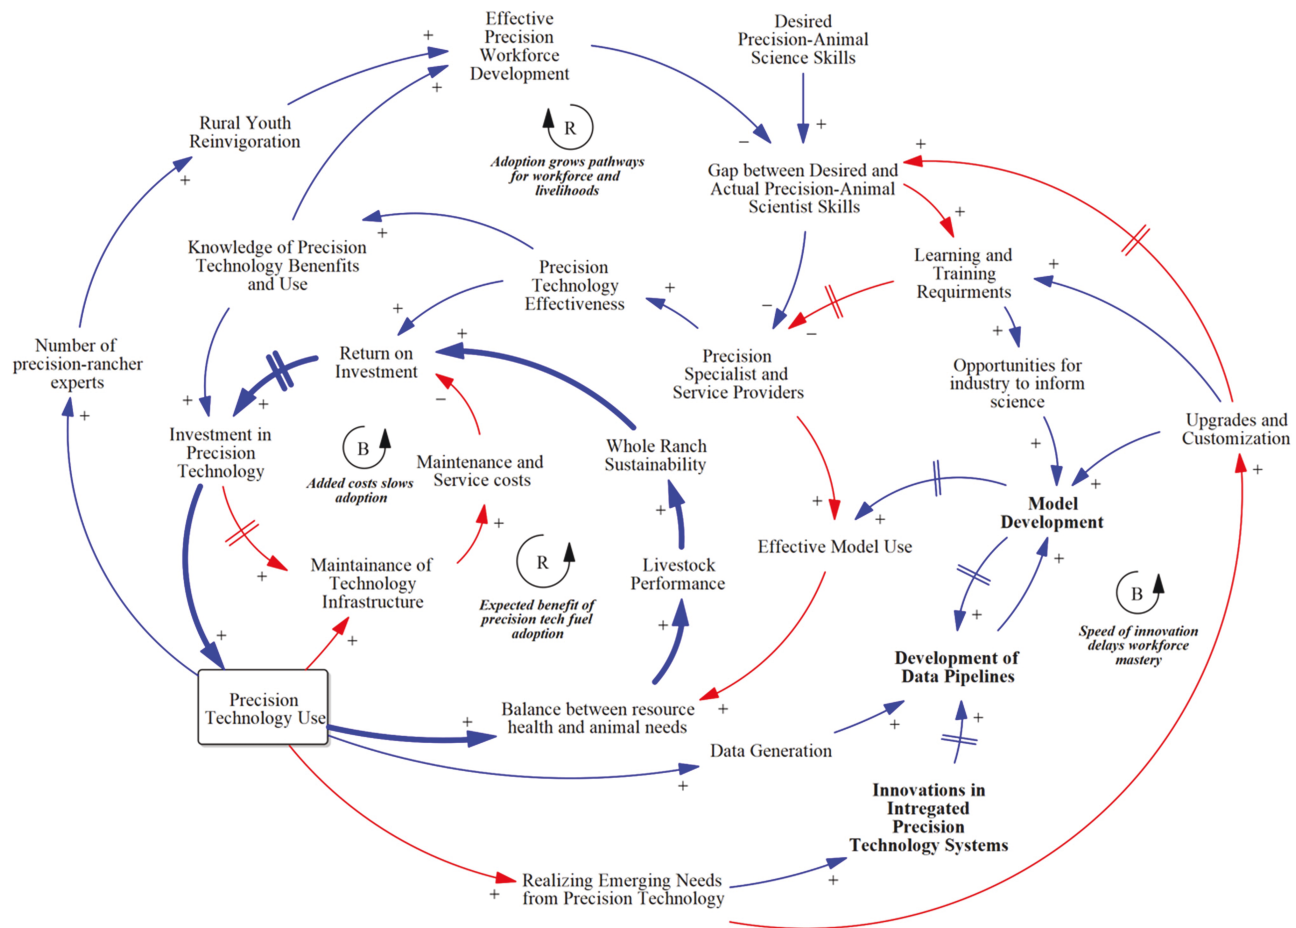 Effective
Precision
Workforce
Development
Desired
Precision-Animal
Science Skills
+
+
+
+
−
+
Rural Youth
Reinvigoration
R
Adoption grows pathways
for workforce and
livelihoods
Gap between Desired and
Actual Precision-Animal
Scientist Skills
+
+
Knowledge of Precision
Technology Benenfits
and Use
+
Precision
Technology
Effectiveness
Learning and
Training
Requirments
+
+
+
+
−
−
+
Number of
precision-rancher
experts
Return on
Investment
Precision
Specialist and
Service Providers
Opportunities for
industry to inform
science
+
+
+
−
Investment in
Precision
Technology
B
Added costs slows
adoption
Maintenance and
Service costs
Whole Ranch
Sustainability
Upgrades and
Customization
+
+
+
+
+
+
+
Model
Development
Effective Model Use
+
Maintainance of
Technology
Infrastructure
R
Expected benefit of
precision tech fuel
adoption
Livestock
Performance
+
B
Speed of innovation
delays workforce
mastery
+
+
+
+
Development of
Data Pipelines
Precision
Technology Use
+
Balance between resource
health and animal needs
+
+
+
Data Generation
+
Innovations in
Intregated
Precision
Technology Systems
+
Realizing Emerging Needs
from Precision Technology
+